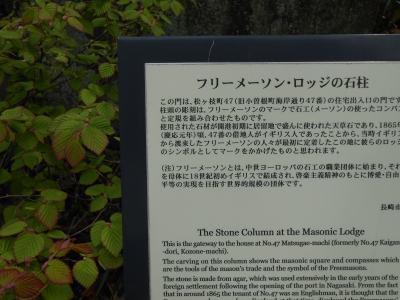 フリーメーソン・ロッジの石柱
この門は、松ヶ枝町47(旧小曽根町海岸通り47番)の住宅出入口の門です
柱頭の彫刻は、フリーメーソンのマークで石工(メーソン)の使ったコンパ
と定規を組み合わせたものです。
使用された石材が開港初期に居留地で盛んに使われた天草石であり、1865年
(慶応元年)頃、47番の借地人がイギリス人であったことから、当時イギリス
から渡来したフリーメーソンの人々が最初に定着したこの地に彼らのロッジ
のシンボルとしてマークをかかげたものと思われます。
(注)フリーメーソンとは、中世ヨーロッパの石工の職業団体に始まり、それ
を母体に18世紀初めイギリスで結成され、啓蒙主義精神のもとに博愛・自由
平等の実現を目指す世界的規模の団体です。
長崎市
The Stone Column at the Masonic Lodge
This is the gateway to the house at No.47 Matsugae-machi (formerly No.47 Kaigan
-dori, Kozone-machi).
The carving on this column shows the masonic square and compasses which
are the tools of the mason's trade and the symbol of the Freemasons.
The stone is made from amakusa, which was used extensively in the early years of the
foreign settlement following the opening of the port in Nagasaki. From the fact
that in around 1865 the tenant of No.47 was an Englishman, it is thought that the